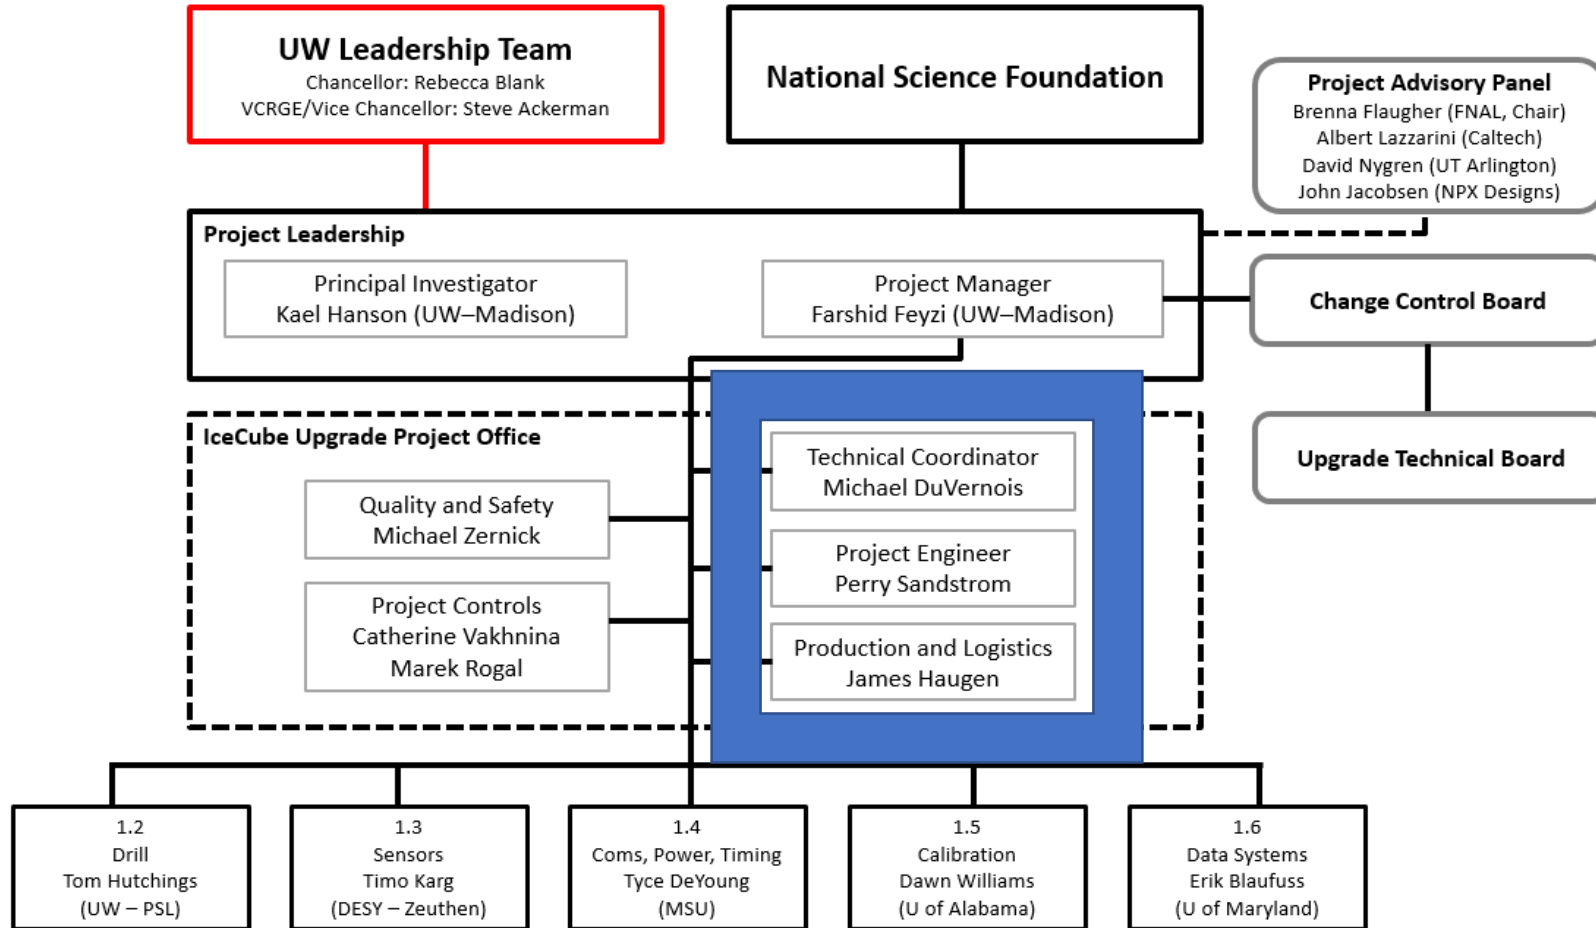 UW Leadership Team
Chancellor: Rebecca Blank
VCRGE/Vice Chancellor: Steve Ackerman
National Science Foundation
Project Advisory Panel
Brenna Flaugher (FNAL, Chair)
Albert Lazzarini (Caltech)
David Nygren (UT Arlington)
John Jacobsen (NPX Designs)
Project Leadership
Principal Investigator
Kael Hanson (UW–Madison)
Project Manager
Farshid Feyzi (UW–Madison)
Change Control Board
Upgrade Technical Board
IceCube Upgrade Project Office
Quality and Safety
Michael Zernick
Project Controls
Catherine Vakhnina
Marek Rogal
Technical Coordinator
Michael DuVernois
Project Engineer
Perry Sandstrom
Production and Logistics
James Haugen
1.2
Drill
Tom Hutchings
(UW – PSL)
1.3
Sensors
Timo Karg
(DESY – Zeuthen)
1.4
Coms, Power, Timing
Tyce DeYoung
(MSU)
1.5
Calibration
Dawn Williams
(U of Alabama)
1.6
Data Systems
Erik Blaufuss
(U of Maryland)